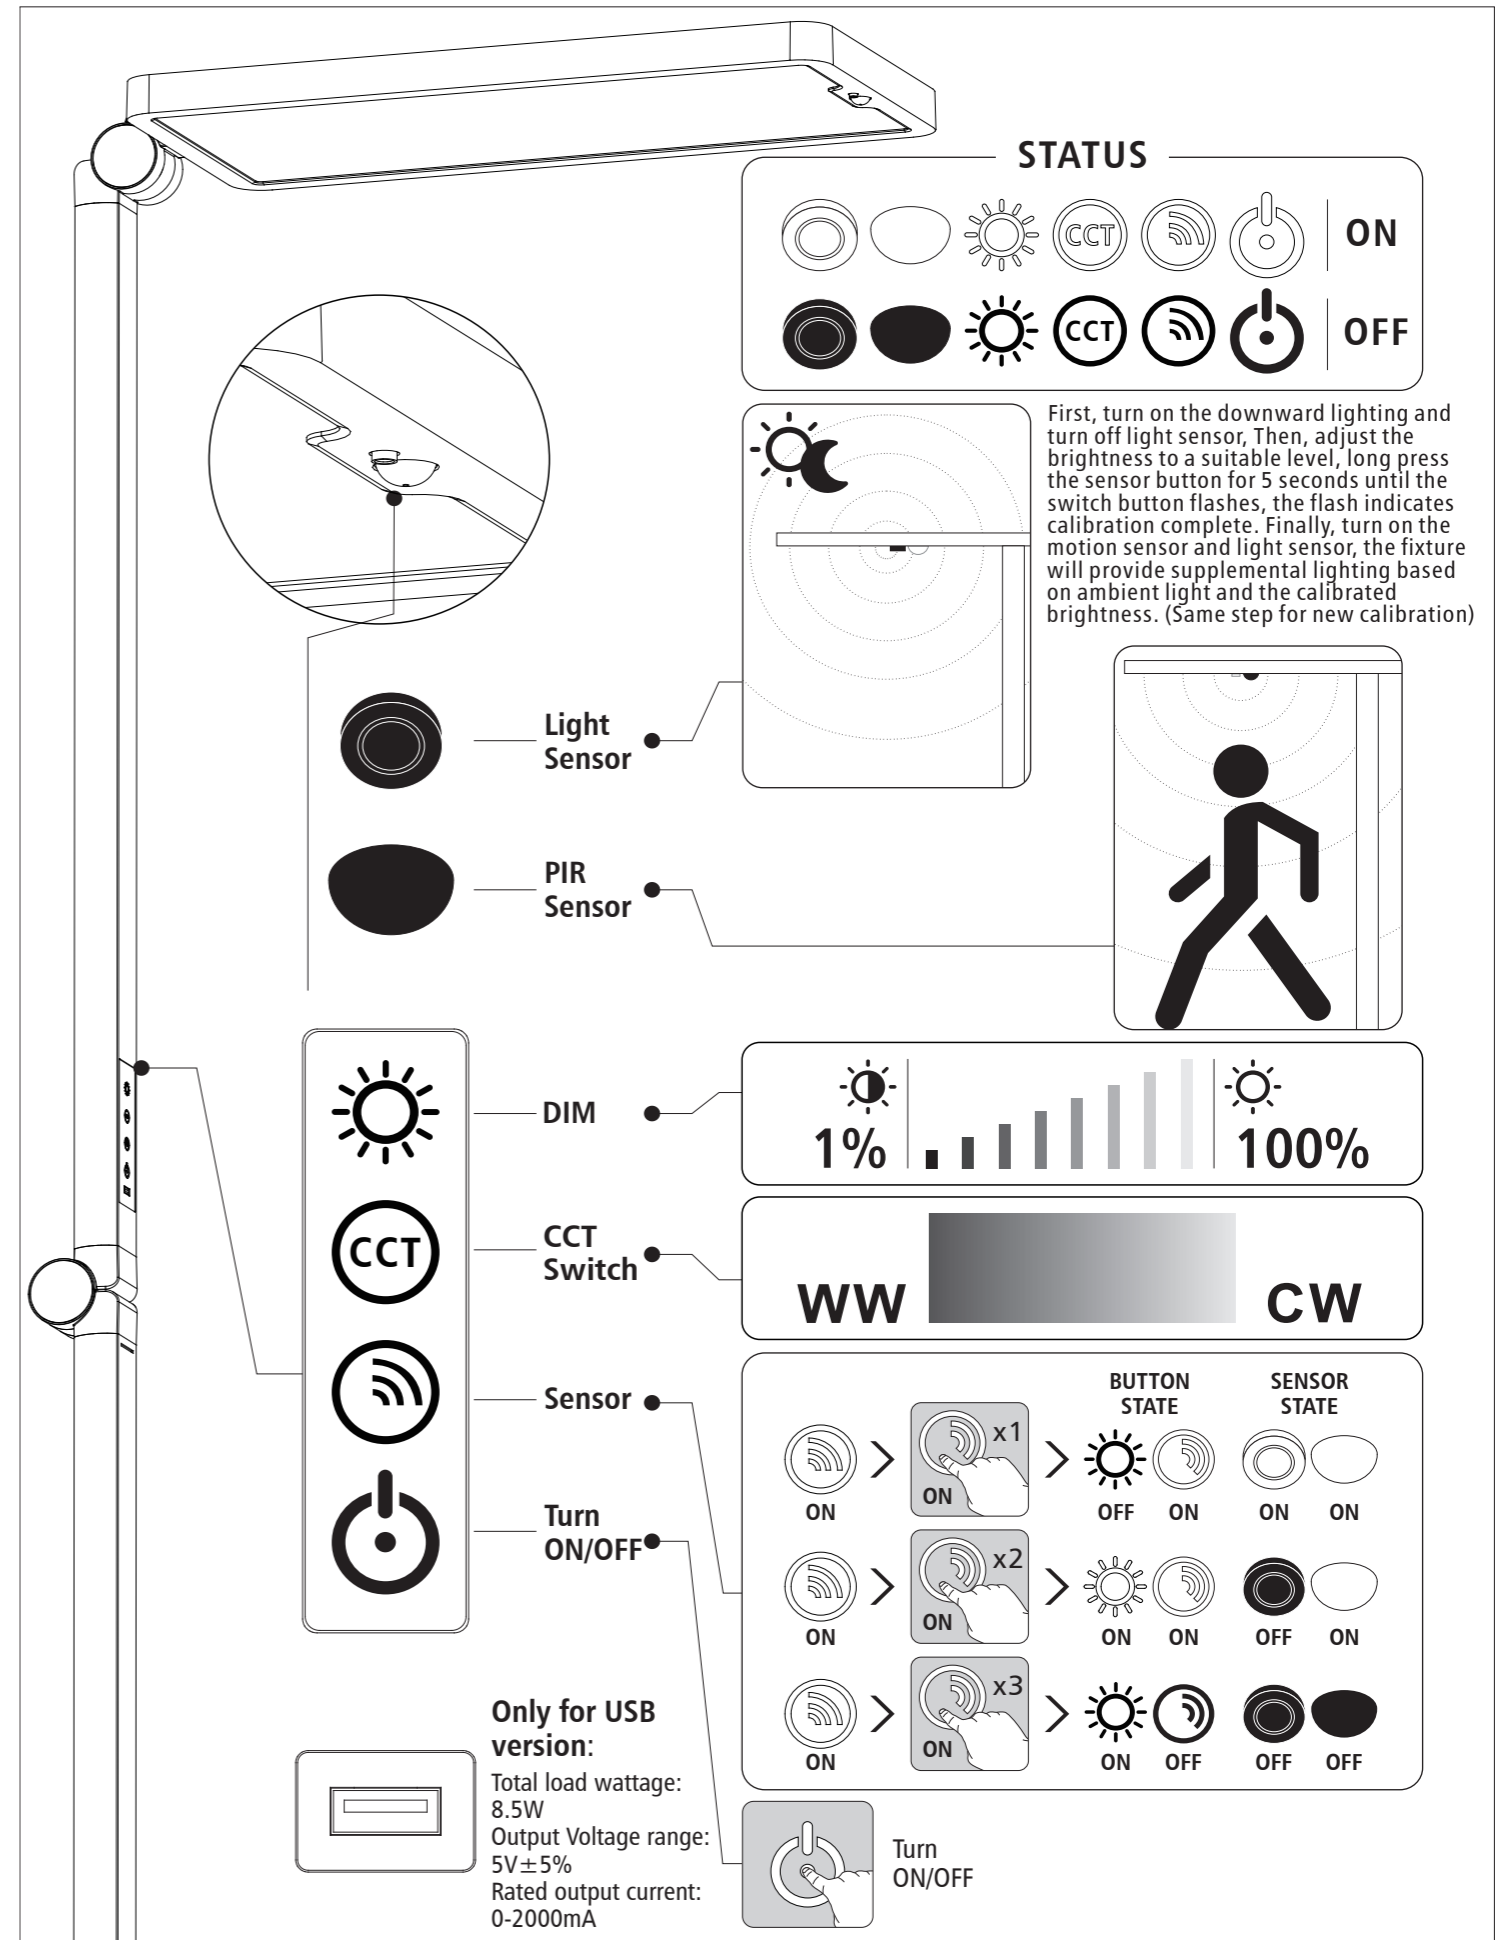 STATUS
CCT
ON
CCT
OFF
First, turn on the downward lighting and
turn off light sensor, Then, adjust the
brightness to a suitable level, long press
the sensor button for 5 seconds until the
switch button flashes, the flash indicates
calibration complete. Finally, turn on the
motion sensor and light sensor, the fixture
will provide supplemental lighting based
on ambient light and the calibrated
brightness. (Same step for new calibration)
Light
Sensor
PIR
Sensor
DIM
1%
100%
CCT
CCT
Switch
WW
CW
Sensor
BUTTON
STATE
SENSOR
STATE
x1
ON
ON
OFF
ON
ON
ON
Turn
ON/OFF
x2
ON
ON
ON
ON
OFF
ON
x3
ON
ON
ON
OFF
OFF
OFF
Only for USB
version:
Total load wattage:
8.5W
Output Voltage range:
5V±5%
Rated output current:
0-2000mA
Turn
ON/OFF